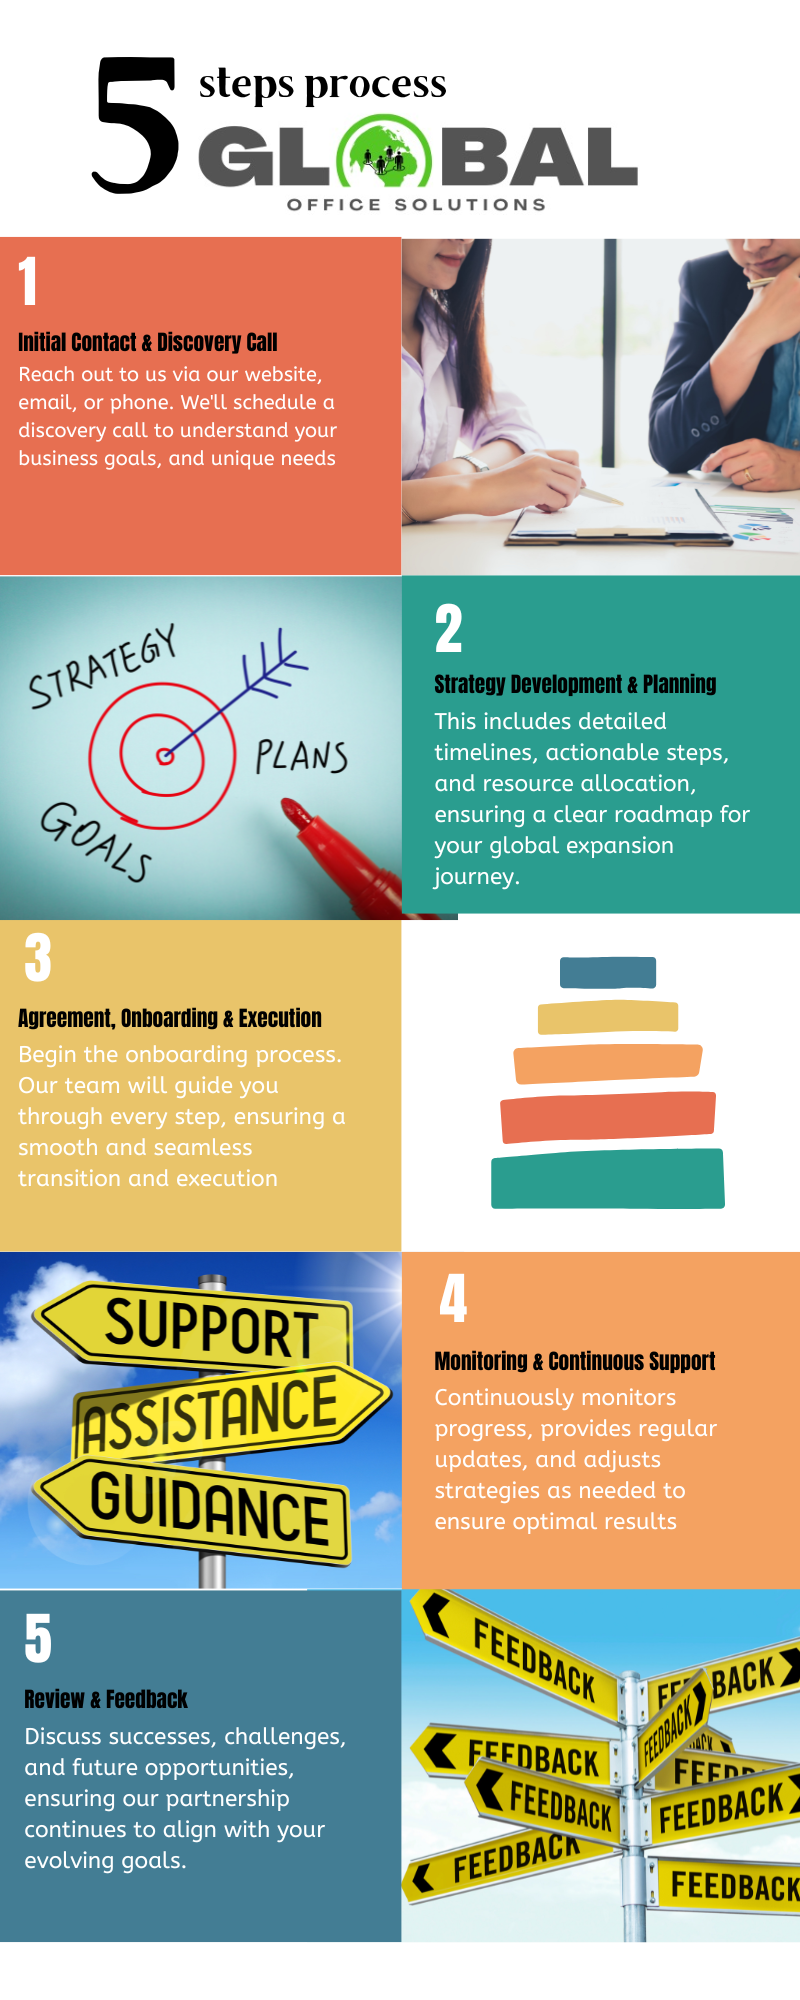 5
steps process
GLOBAL
OFFICE SOLUTIONS
1
Initial Contact & Discovery Call
Reach out to us via our website,
email, or phone. We'll schedule a
discovery call to understand your
business goals, and unique needs
STRATEGY
PLANS
GOALS
2
Strategy Development & Planning
This includes detailed
timelines, actionable steps,
and resource allocation,
ensuring a clear roadmap for
your global expansion
journey.
3
Agreement, Onboarding & Execution
Begin the onboarding process.
Our team will guide you
through every step, ensuring a
smooth and seamless
transition and execution
SUPPORT
ASSISTANCE
GUIDANCE
4
Monitoring & Continuous Support
Continuously monitors
progress, provides regular
updates, and adjusts
strategies as needed to
ensure optimal results
5
Review & Feedback
Discuss successes, challenges,
and future opportunities,
ensuring our partnership
continues to align with your
evolving goals.
FEEDBACK
FE BACK
FEEDBACK
FEEDBACK
BACK
FEEDB
FEEDBACK
FEEDBACK
FEEDBACK
FEEDBACK